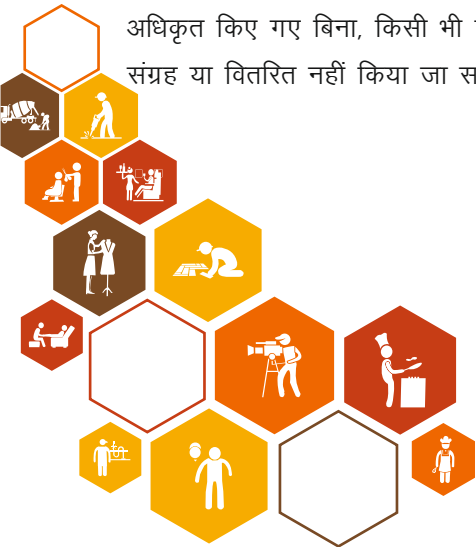 अधिकृत किए गए बिना, किसी भी
संग्रह या वितरित नहीं किया जा